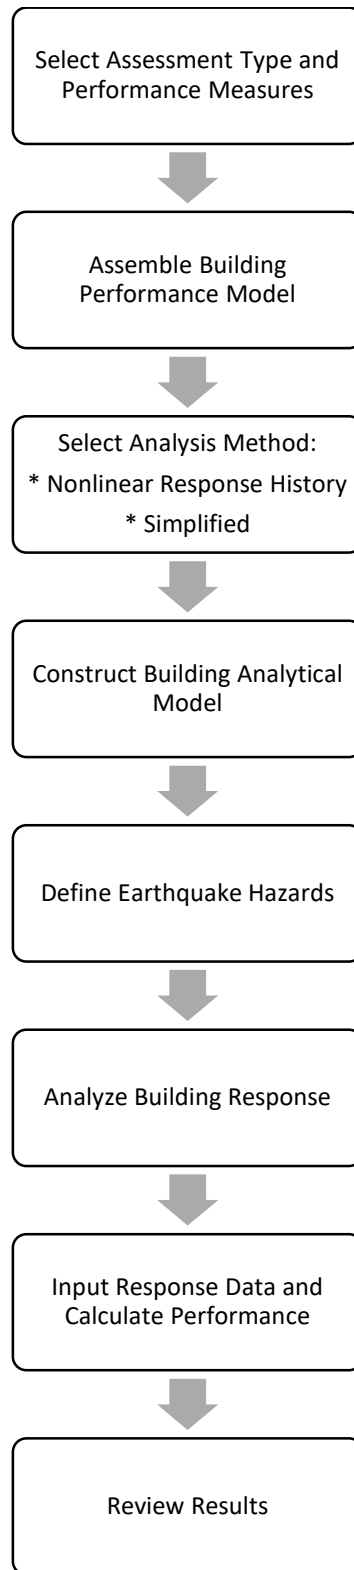 Select Assessment Type and
Performance Measures
Assemble Building
Performance Model
Select Analysis Method:
* Nonlinear Response History
* Simplified
Construct Building Analytical
Model
Define Earthquake Hazards
Analyze Building Response
Input Response Data and
Calculate Performance
Review Results